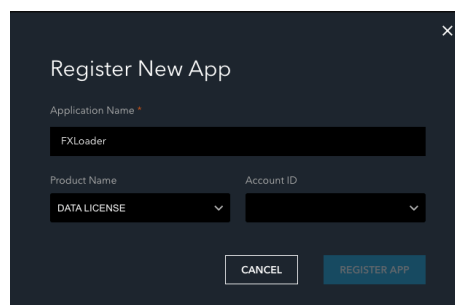 Register New App
Application Name *
FXLoader
Product Name
Account ID
DATA LICENSE
CANCEL
REGISTER APP